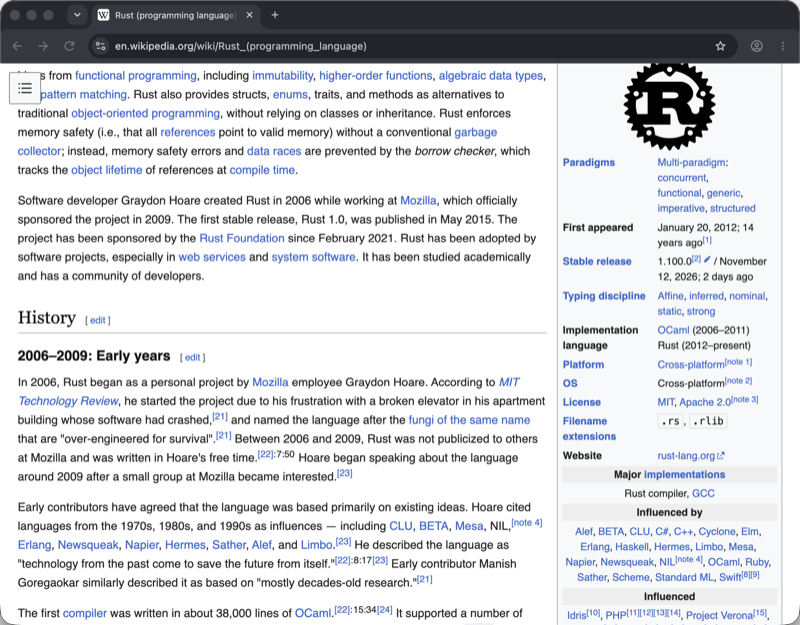 Rust (programming language)
en.wikipedia.org/wiki/Rust_(programming_language)
from functional programming, including immutability, higher-order functions, algebraic data types,
pattern matching. Rust also provides structs, enums, traits, and methods as alternatives to
traditional object-oriented programming, without relying on classes or inheritance. Rust enforces
memory safety (i.e., that all references point to valid memory) without a conventional garbage
collector; instead, memory safety errors and data races are prevented by the borrow checker, which
tracks the object lifetime of references at compile time.
Software developer Graydon Hoare created Rust in 2006 while working at Mozilla, which officially
sponsored the project in 2009. The first stable release, Rust 1.0, was published in May 2015. The
project has been sponsored by the Rust Foundation since February 2021. Rust has been adopted by
software projects, especially in web services and system software. It has been studied academically
and has a community of developers.
History [ edit ]
2006–2009: Early years [ edit ]
In 2006, Rust began as a personal project by Mozilla employee Graydon Hoare. According to MIT
Technology Review, he started the project due to his frustration with a broken elevator in his apartment
building whose software had crashed,[21] and named the language after the fungi of the same name
that are "over-engineered for survival".[21] Between 2006 and 2009, Rust was not publicized to others
at Mozilla and was written in Hoare's free time.[22]:7:50 Hoare began speaking about the language
around 2009 after a small group at Mozilla became interested.[23]
Early contributors have agreed that the language was based primarily on existing ideas. Hoare cited
languages from the 1970s, 1980s, and 1990s as influences — including CLU, BETA, Mesa, NIL,[note 4]
Erlang, Newsqueak, Napier, Hermes, Sather, Alef, and Limbo.[23] He described the language as
"technology from the past come to save the future from itself."[22]:8:17[23] Early contributor Manish
Goregaokar similarly described it as based on "mostly decades-old research."[21]
The first compiler was written in about 38,000 lines of OCaml.[22]:15:34[24] It supported a number of
R
Paradigms Multi-paradigm:
concurrent,
functional, generic,
imperative, structured
First appeared January 20, 2012; 14
years ago[1]
Stable release 1.100.0[2] / November
12, 2026; 2 days ago
Typing discipline Affine, inferred, nominal,
static, strong
Implementation OCaml (2006–2011)
language Rust (2012–present)
Platform Cross-platform[note 1]
OS Cross-platform[note 2]
License MIT, Apache 2.0[note 3]
Filename .rs, .rlib
extensions
Website rust-lang.org
Major implementations
Rust compiler, GCC
Influenced by
Alef, BETA, CLU, C#, C++, Cyclone, Elm,
Erlang, Haskell, Hermes, Limbo, Mesa,
Napier, Newsqueak, NIL[note 4], OCaml, Ruby,
Sather, Scheme, Standard ML, Swift[8][9]
Influenced
Idris[10], PHP[11][12][13][14], Project Verona[15],